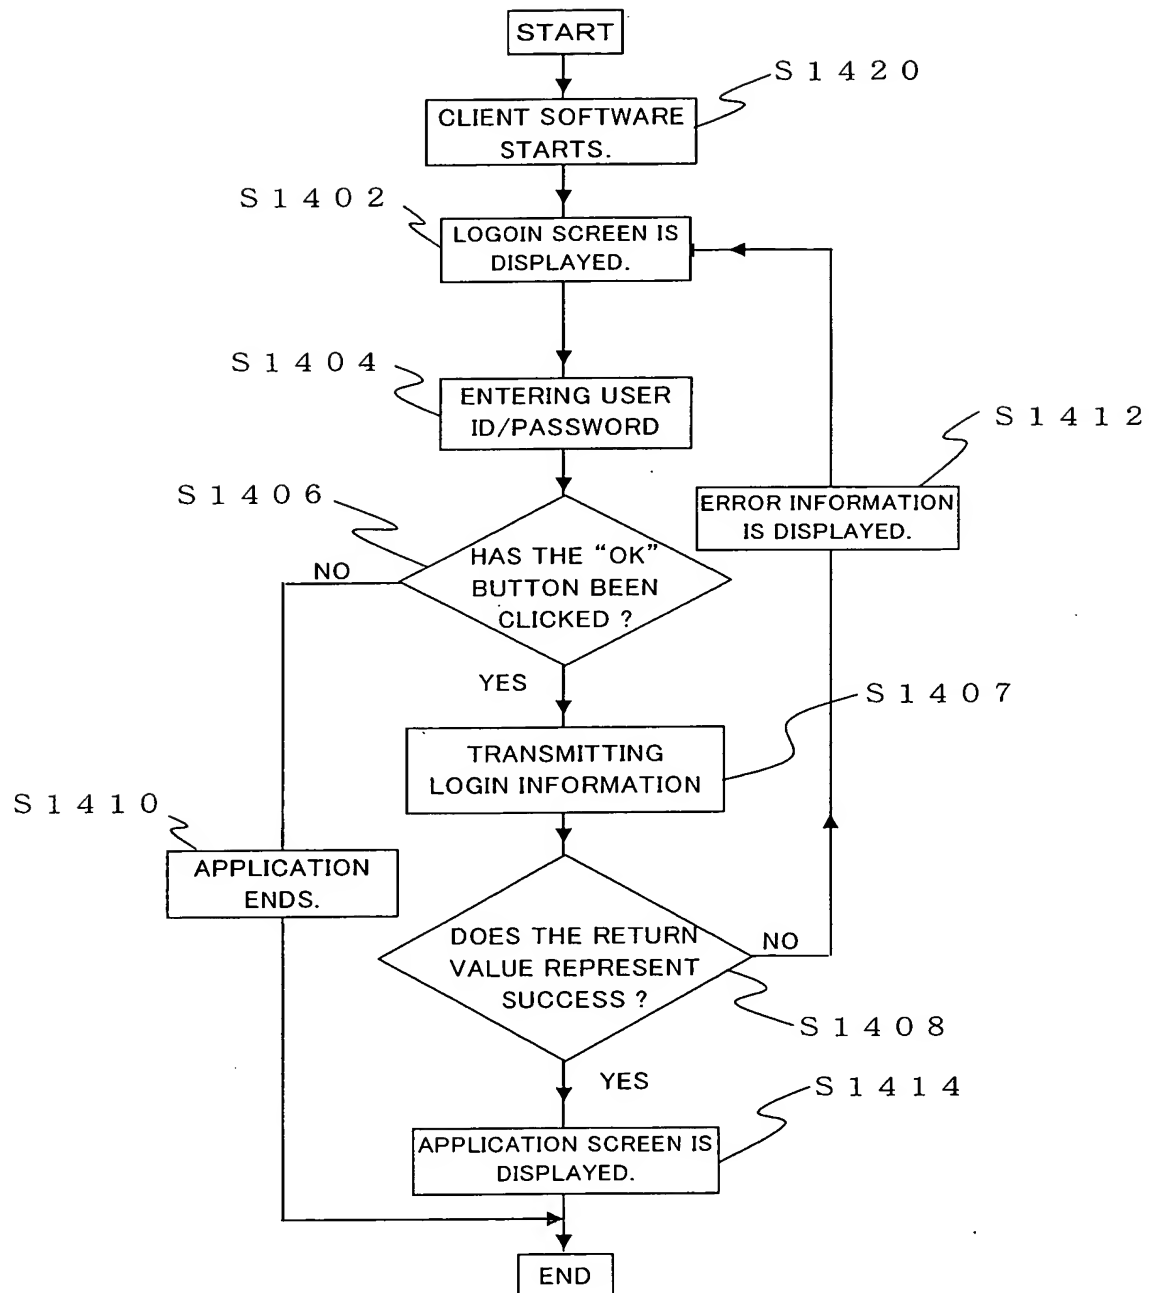 START
S1420
CLIENT SOFTWARE
STARTS.
S1402
LOGOIN SCREEN IS
DISPLAYED.
S1404
ENTERING USER
ID/PASSWORD
S1412
ERROR INFORMATION
IS DISPLAYED.
S1406
HAS THE “OK”
BUTTON BEEN
CLICKED ?
NO
YES
S1407
TRANSMITTING
LOGIN INFORMATION
S1410
APPLICATION
ENDS.
DOES THE RETURN
VALUE REPRESENT
SUCCESS ?
NO
S1408
YES
S1414
APPLICATION SCREEN IS
DISPLAYED.
END